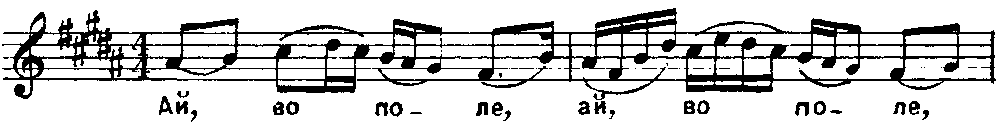 Ай, во по- ле, ай, во по- ле,